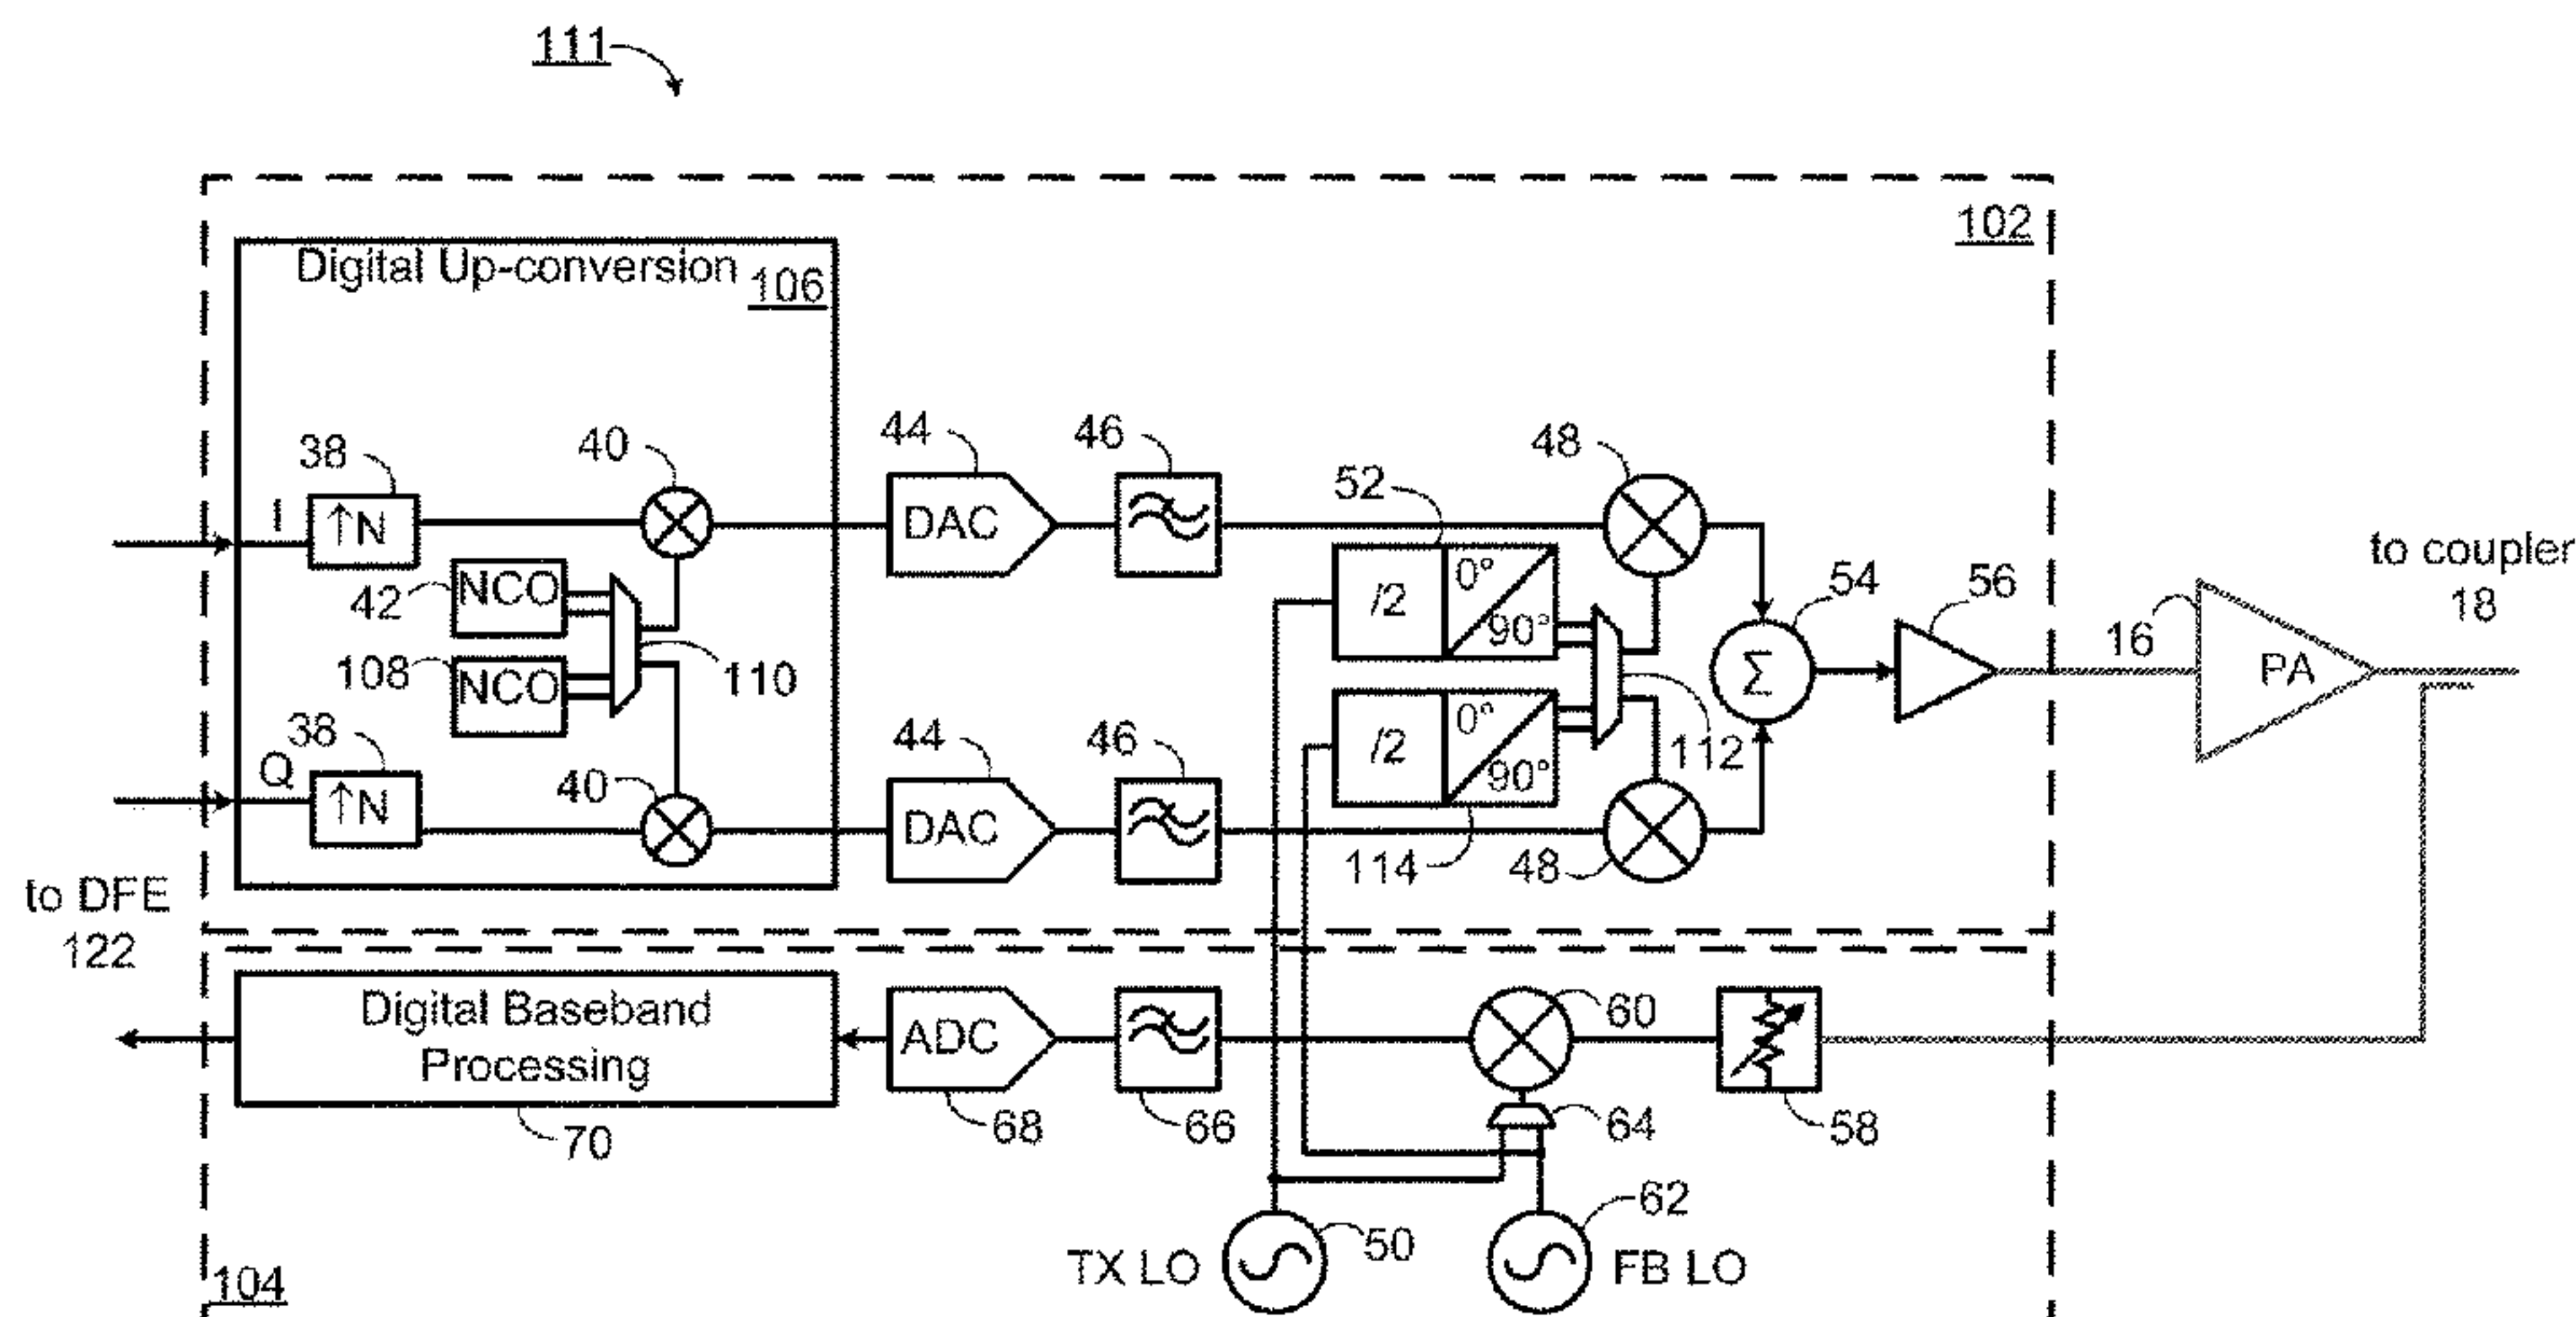 111
102
Digital Up-conversion
106
44
46
48
38
40
52
I
↑N
DAC
0°
to coupler
18
NCO
/2
90°
54
56
42
16
108
NCO
110
Σ
PA
38
44
46
/2
0°
90°
112
Q
↑N
40
DAC
114
48
to DFE
122
Digital Baseband
Processing
ADC
60
70
68
66
64
58
62
TX LO
50
FB LO
104